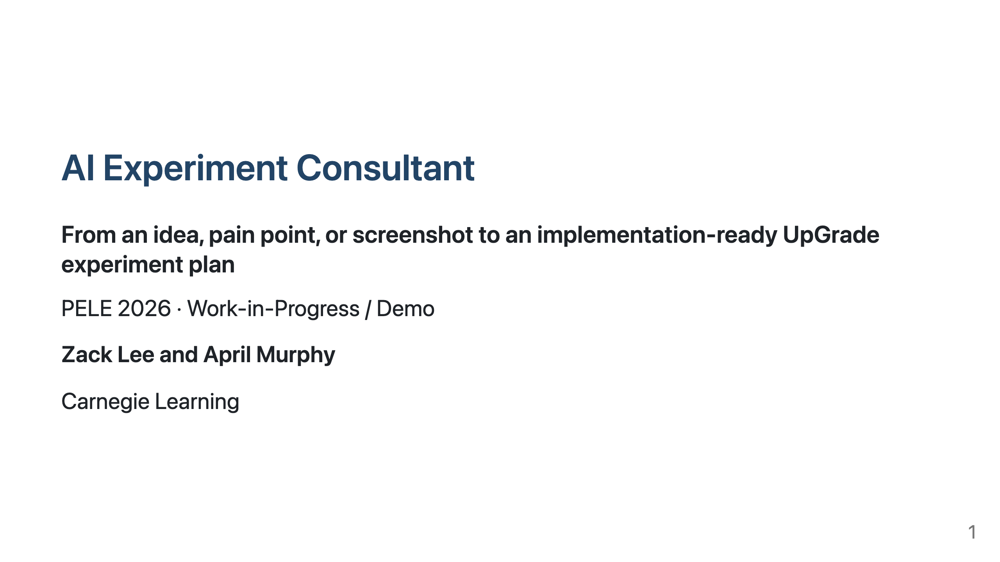 AI Experiment Consultant
From an idea, pain point, or screenshot to an implementation-ready UpGrade
experiment plan
PELE 2026 · Work-in-Progress / Demo
Zack Lee and April Murphy
Carnegie Learning
1